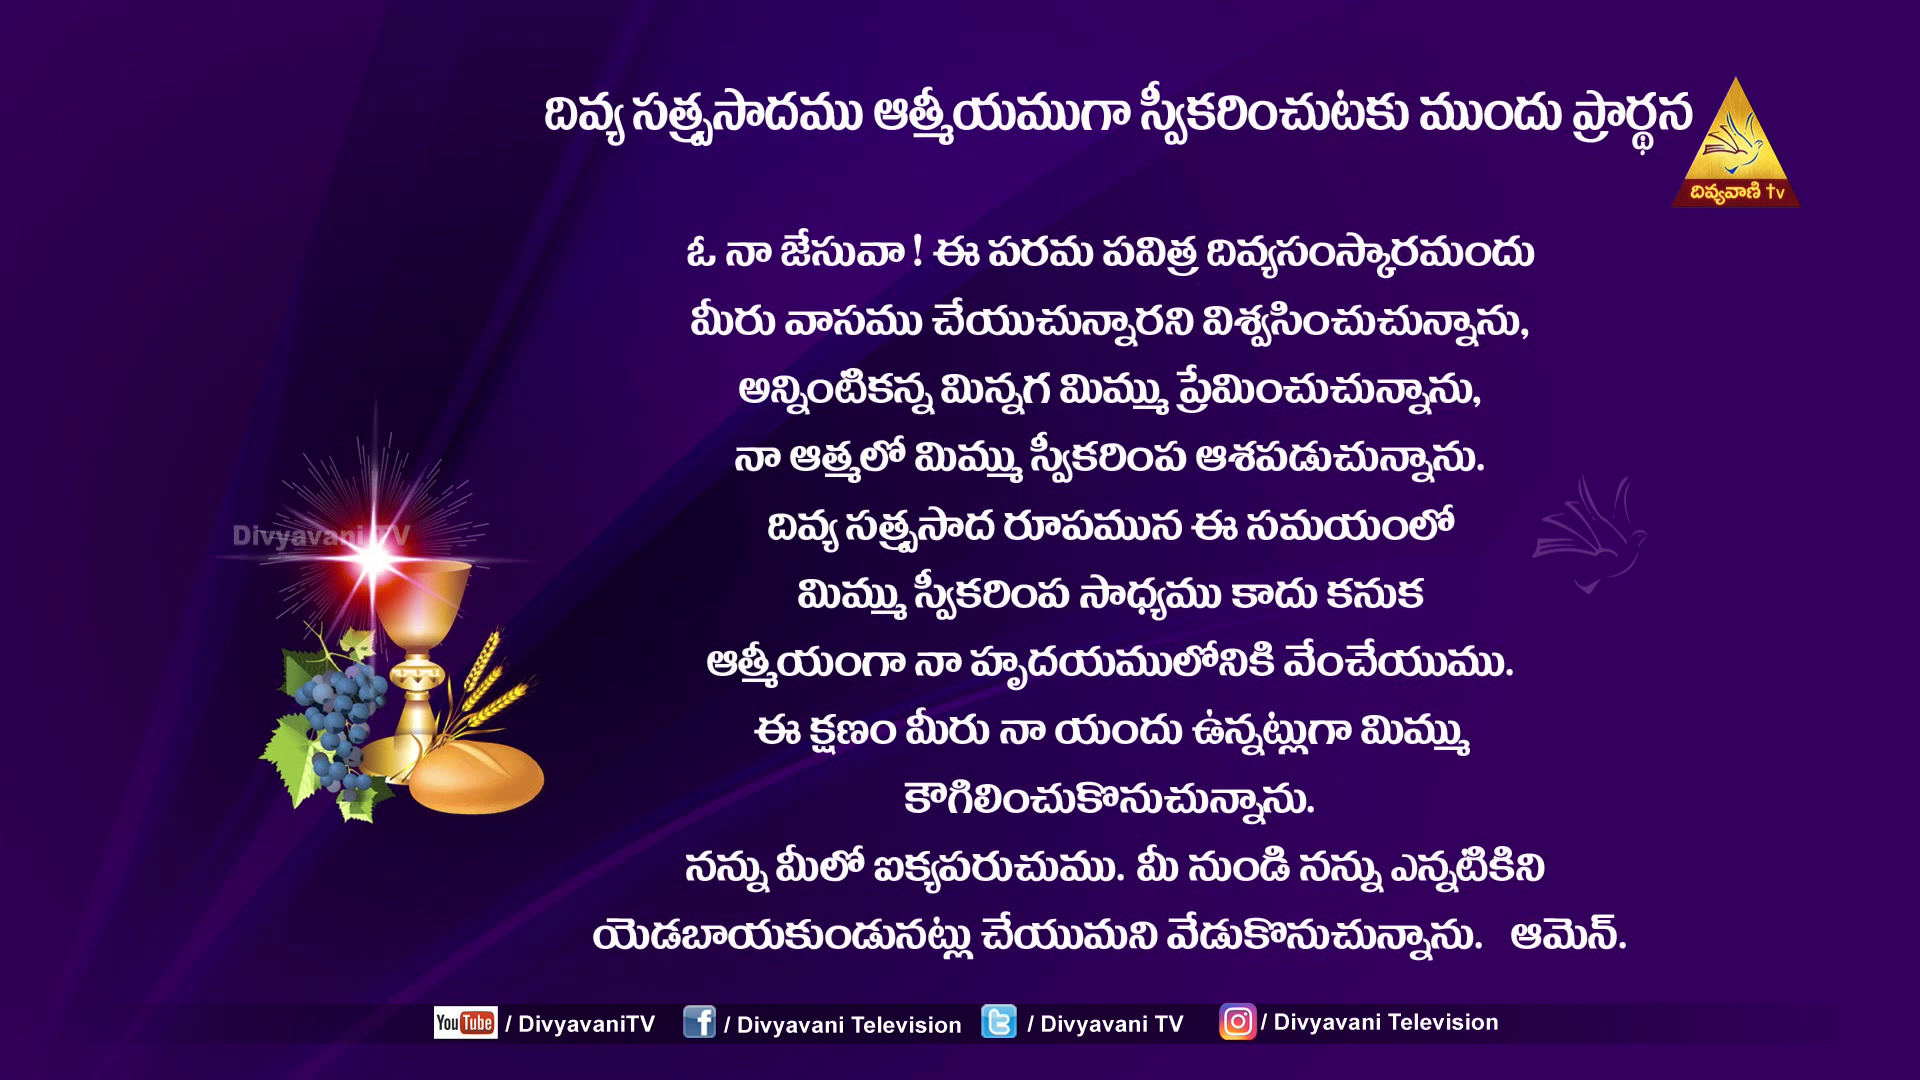 దివ్య సత్ప్రసాదము ఆత్మీయముగా స్వీకరించుటకు ముందు ప్రార్థన
దివ్యవాణి tv
ఓ నా జేసువా ! ఈ పరమ పవిత్ర దివ్యసంస్కారమందు
మీరు వాసము చేయుచున్నారని విశ్వసించుచున్నాను,
అన్నింటికన్న మిన్నగ మిమ్ము ప్రేమించుచున్నాను,
నా ఆత్మలో మిమ్ము స్వీకరింప ఆశపడుచున్నాను.
దివ్య సత్ప్రసాద రూపమున ఈ సమయంలో
Divyavani TV
మిమ్ము స్వీకరింప సాధ్యము కాదు కనుక
ఆత్మీయంగా నా హృదయములోనికి వేంచేయుము.
ఈ క్షణం మీరు నా యందు ఉన్నట్లుగా మిమ్ము
కౌగిలించుకొనుచున్నాను.
నన్ను మీలో ఐక్యపరుచుము. మీ నుండి నన్ను ఎన్నటికిని
యెడబాయకుండునట్లు చేయుమని వేడుకొనుచున్నాను. ఆమెన్.
YouTube / DivyavaniTV f / Divyavani Television / Divyavani TV / Divyavani Television